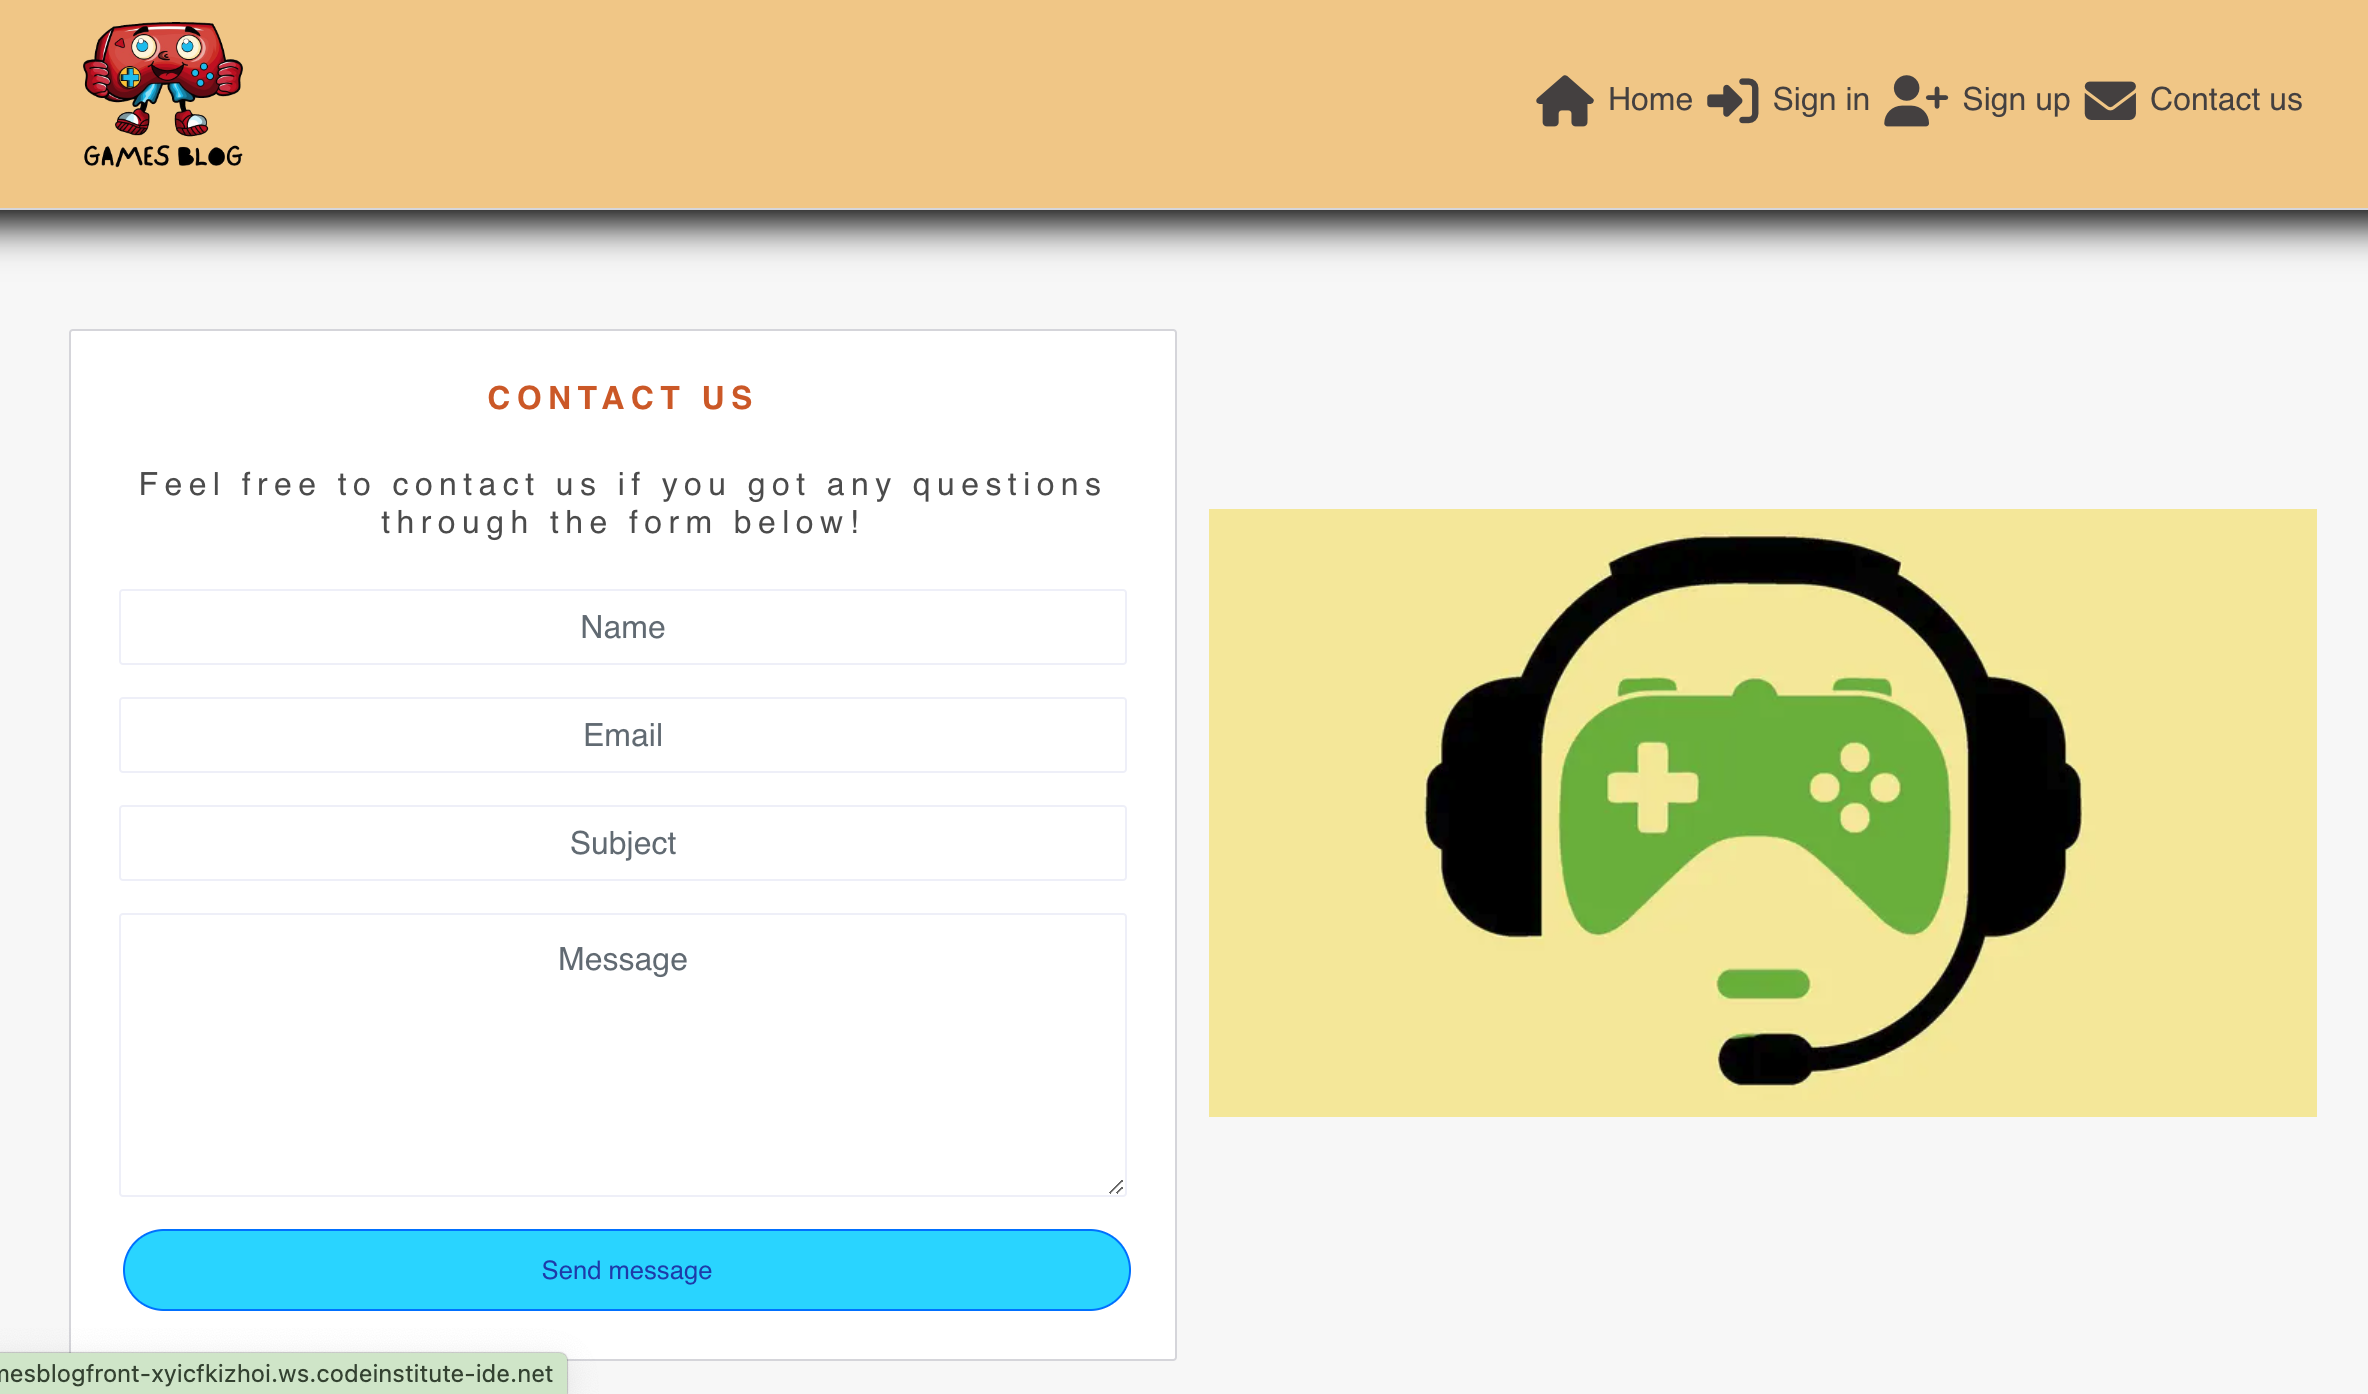 GAMES BLOG
Home Sign in Sign up Contact us
CONTACT US
Feel free to contact us if you got any questions
through the form below!
Name
Email
Subject
Message
Send message
mesblogfront-xyicfkizhoi.ws.codeinstitute-ide.net